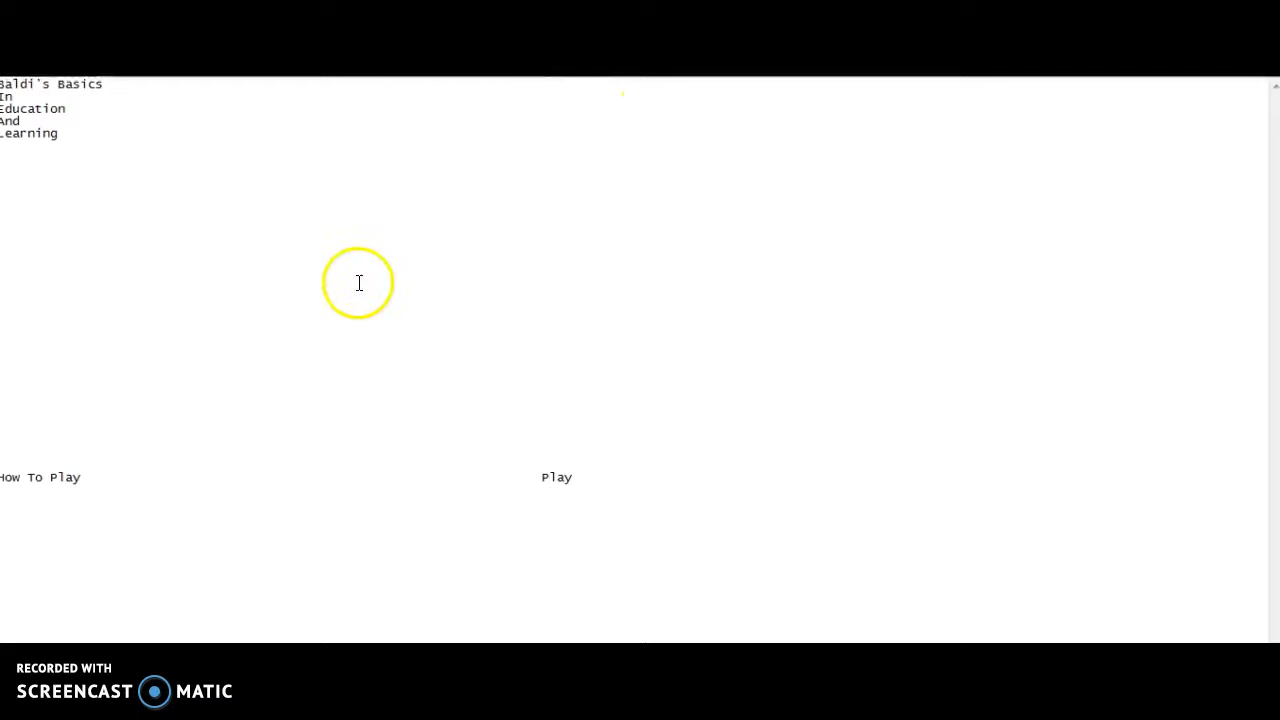 Baldi's Basics
In
Education
And
Learning
How To Play Play
RECORDED WITH
SCREENCAST MATIC